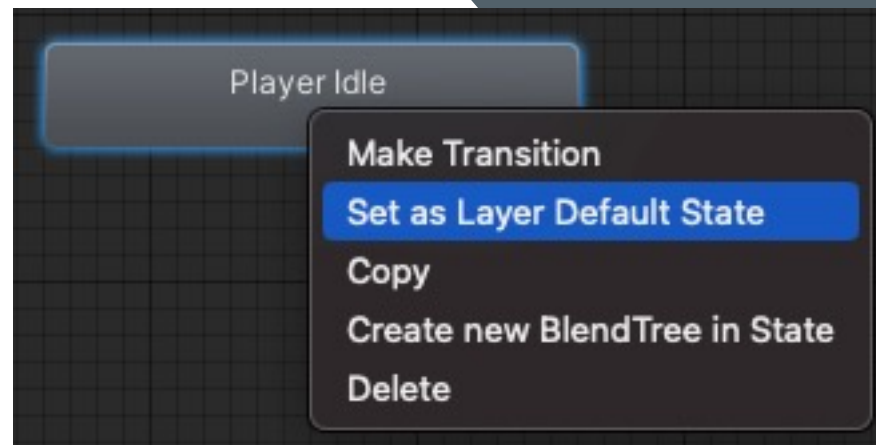 Player Idle
Make Transition
Set as Layer Default State
Copy
Create new BlendTree in State
Delete